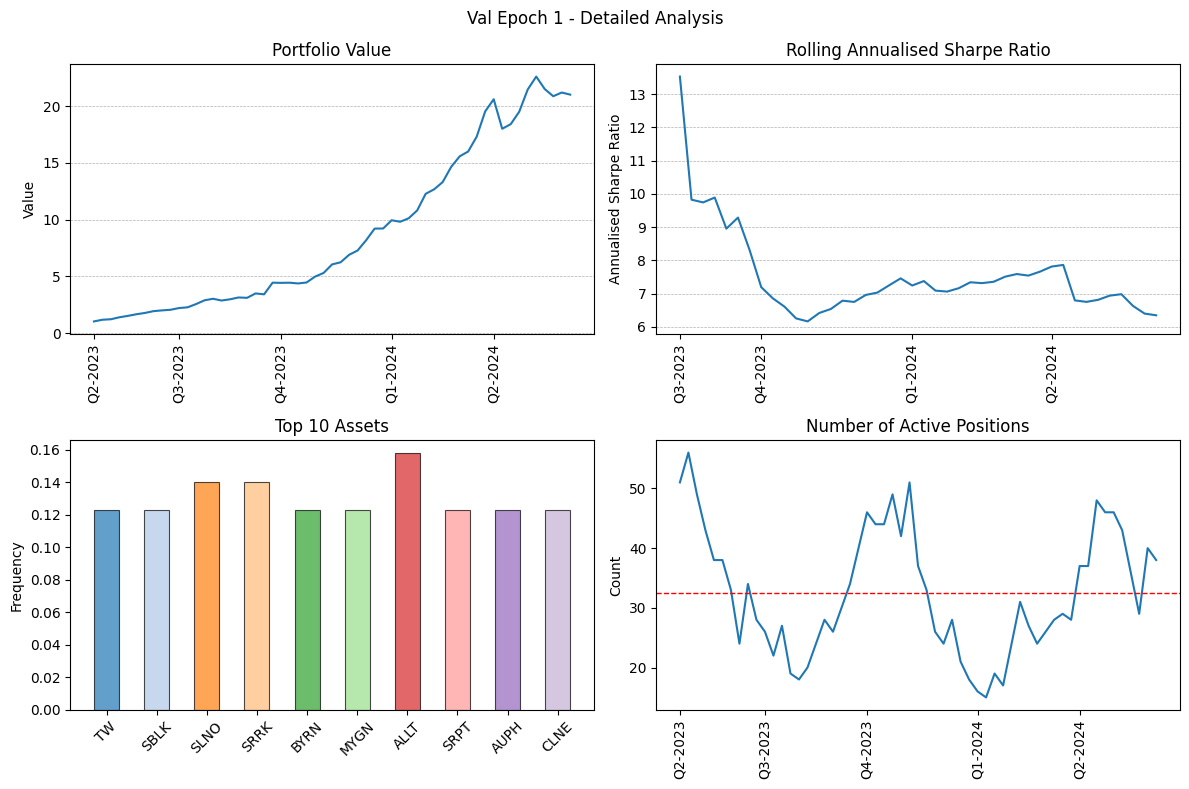 Val Epoch 1 - Detailed Analysis
Portfolio Value
Value
20
15
10
5
0
Q2-2023
Q3-2023
Q4-2023
Q1-2024
Q2-2024
Rolling Annualised Sharpe Ratio
Annualised Sharpe Ratio
13
12
11
10
9
8
7
6
Q3-2023
Q4-2023
Q1-2024
Q2-2024
Top 10 Assets
Frequency
0.16
0.14
0.12
0.10
0.08
0.06
0.04
0.02
0.00
TW
SBLK
SLNO
SRRK
BYRN
MYGN
ALLT
SRPT
AUPH
CLNE
Number of Active Positions
Count
50
40
30
20
Q2-2023
Q3-2023
Q4-2023
Q1-2024
Q2-2024